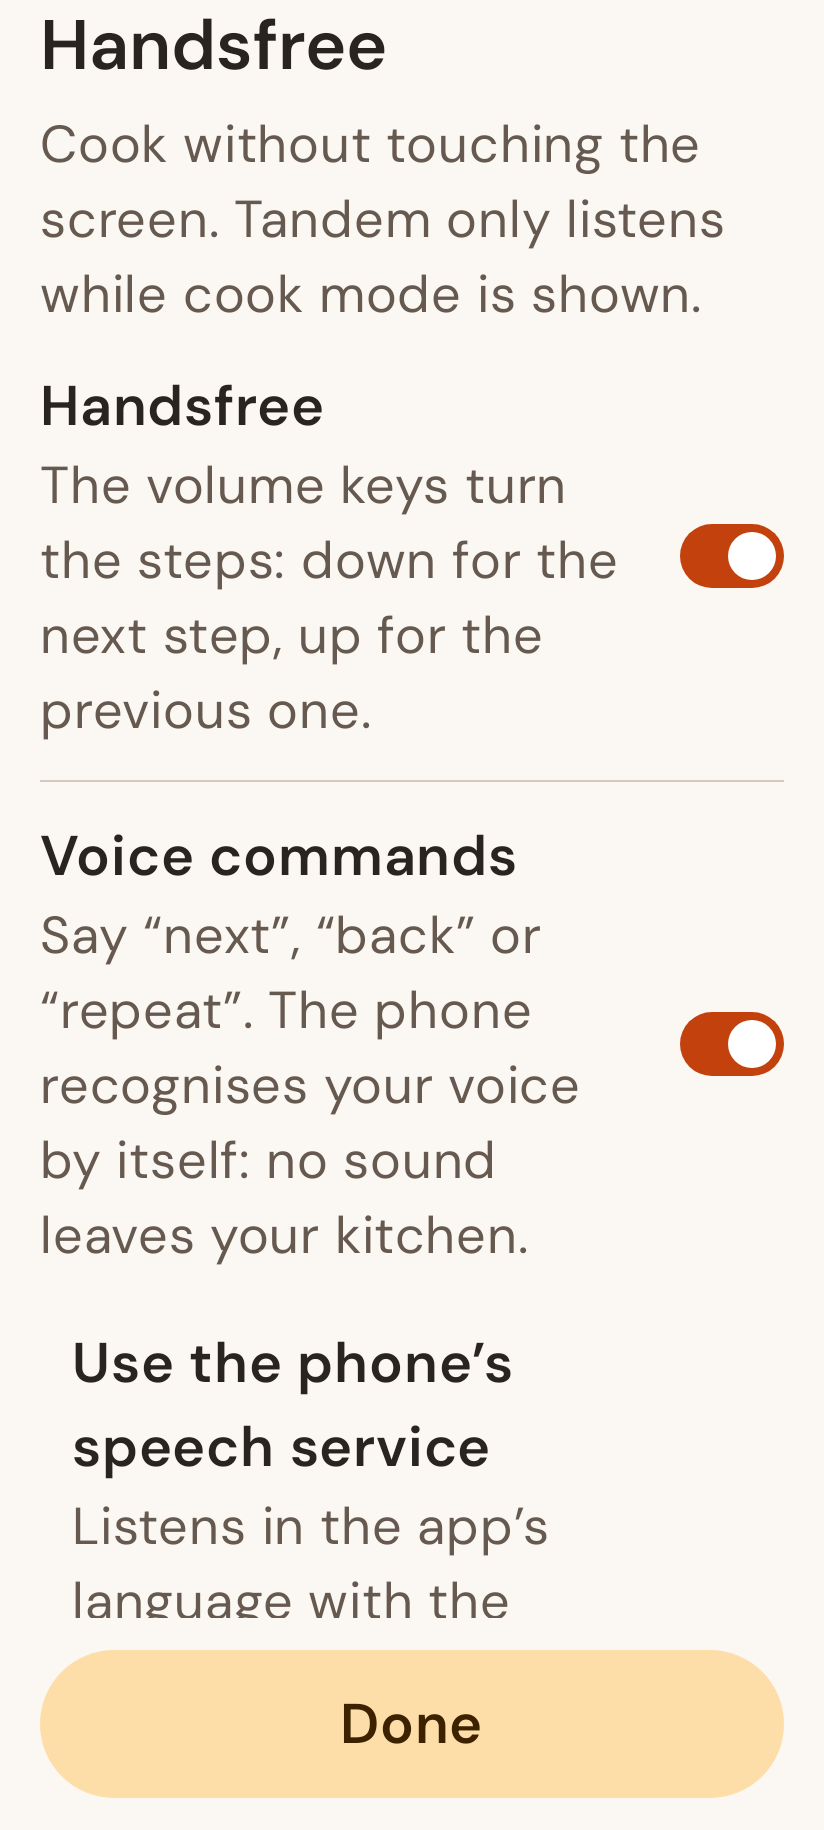 Handsfree
Cook without touching the
screen. Tandem only listens
while cook mode is shown.
Handsfree
The volume keys turn
the steps: down for the
next step, up for the
previous one.
Voice commands
Say “next”, “back” or
“repeat”. The phone
recognises your voice
by itself: no sound
leaves your kitchen.
Use the phone’s
speech service
Listens in the app’s
language with the
Done